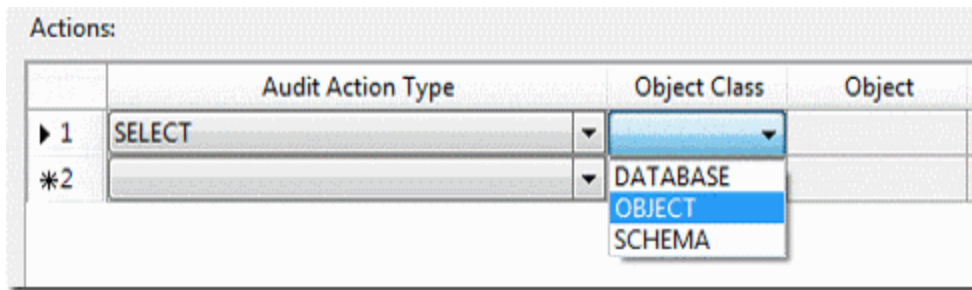 Actions:
Audit Action Type Object Class Object
1 SELECT
*2 DATABASE
OBJECT
SCHEMA